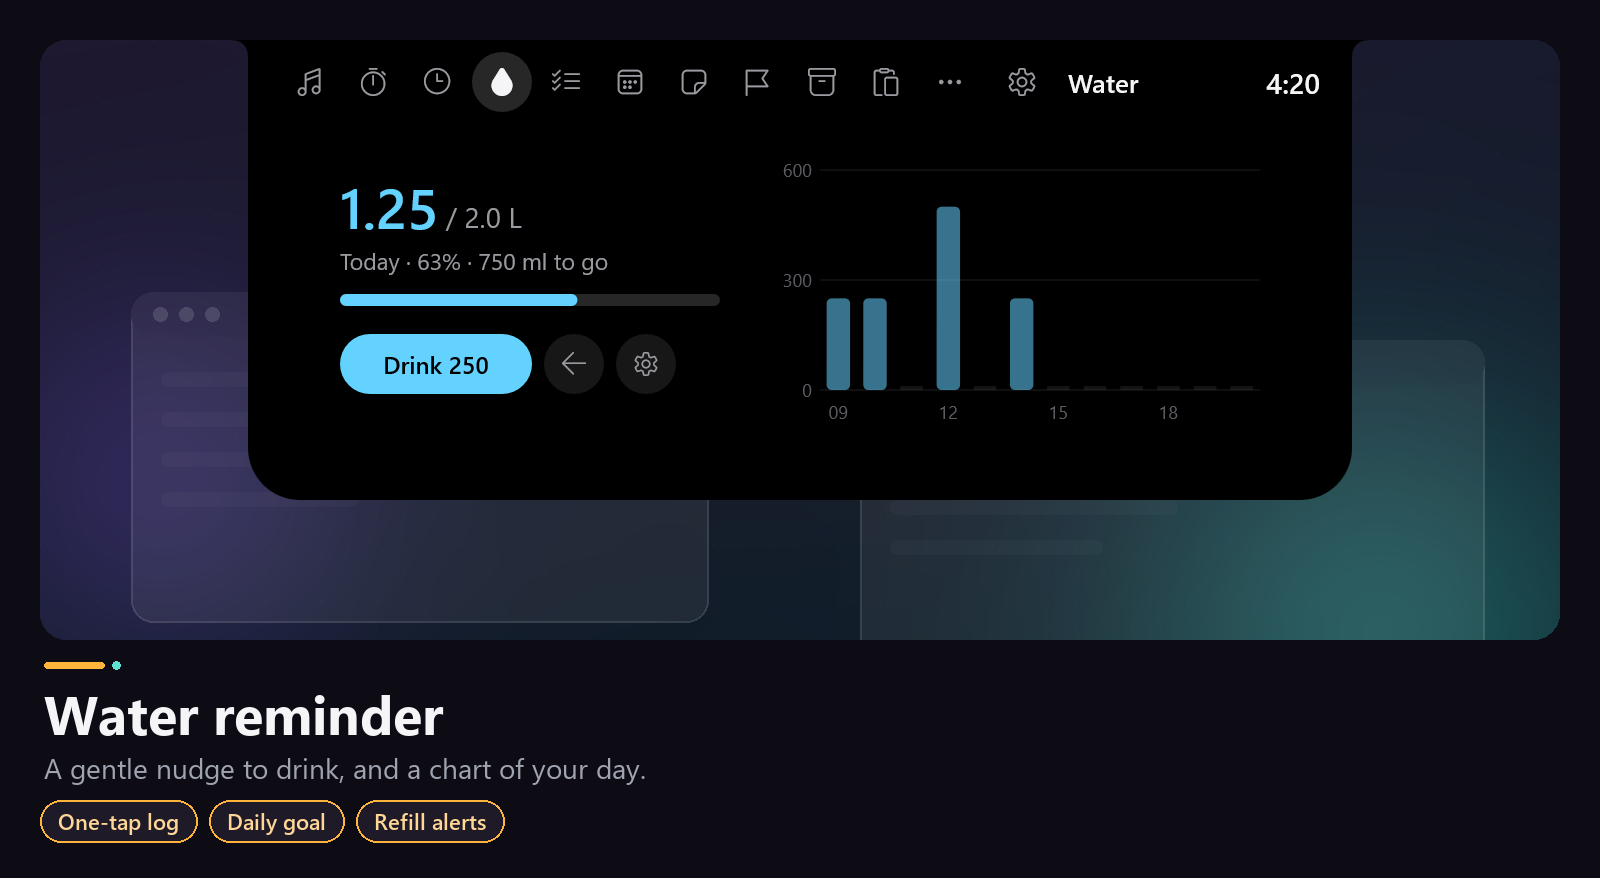 Water 4:20
1.25 / 2.0 L
Today · 63% · 750 ml to go
Drink 250
600
300
0
09 12 15 18
Water reminder
A gentle nudge to drink, and a chart of your day.
One-tap log Daily goal Refill alerts